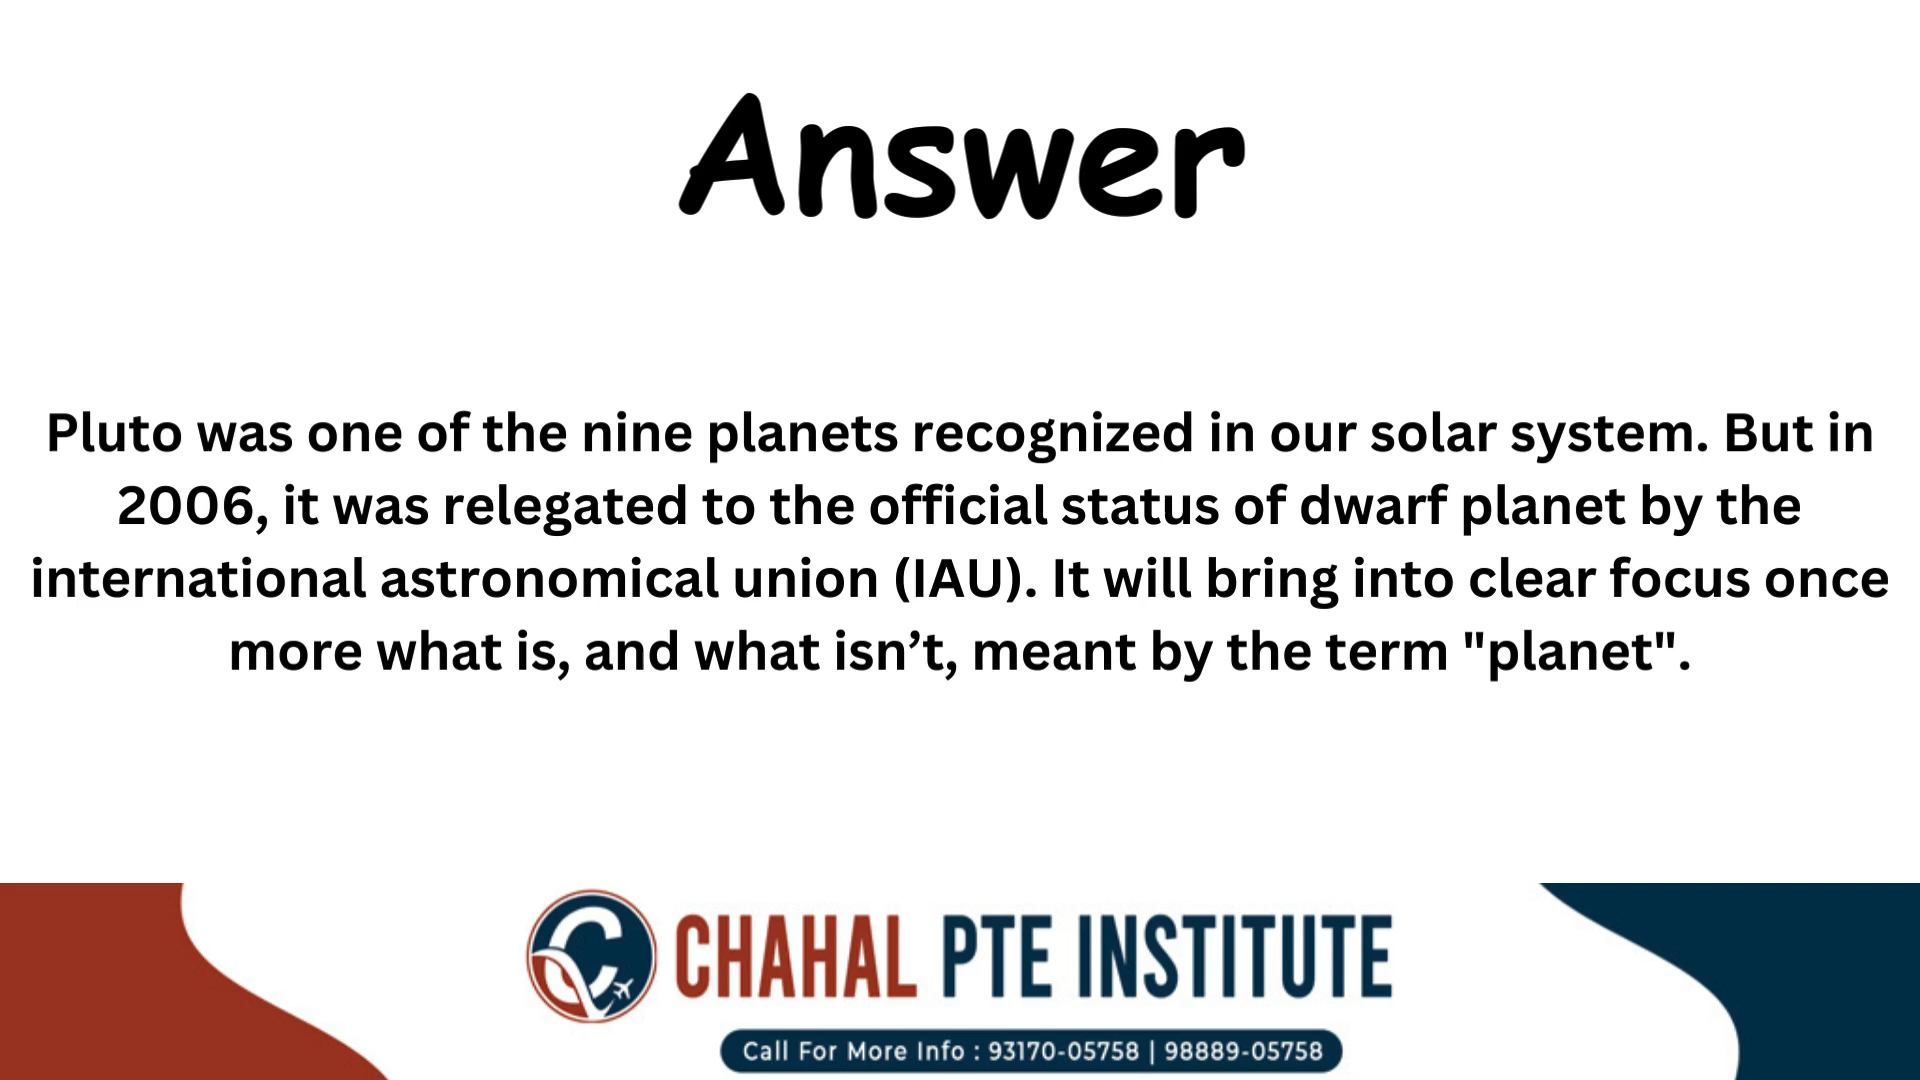 Answer
Pluto was one of the nine planets recognized in our solar system. But in
2006, it was relegated to the official status of dwarf planet by the
international astronomical union (IAU). It will bring into clear focus once
more what is, and what isn’t, meant by the term "planet".
CHAHAL PTE INSTITUTE
Call For More Info : 93170-05758 | 98889-05758